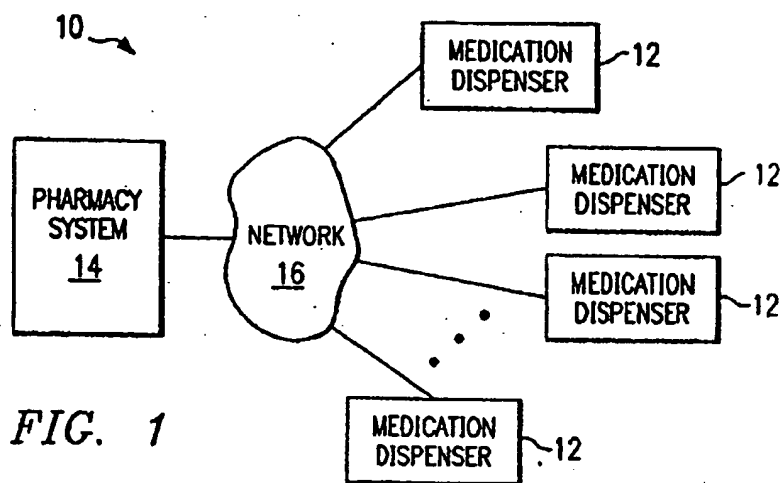 10
MEDICATION
DISPENSER
12
PHARMACY
SYSTEM
14
NETWORK
16
MEDICATION
DISPENSER
12
MEDICATION
DISPENSER
12
MEDICATION
DISPENSER
12
FIG. 1